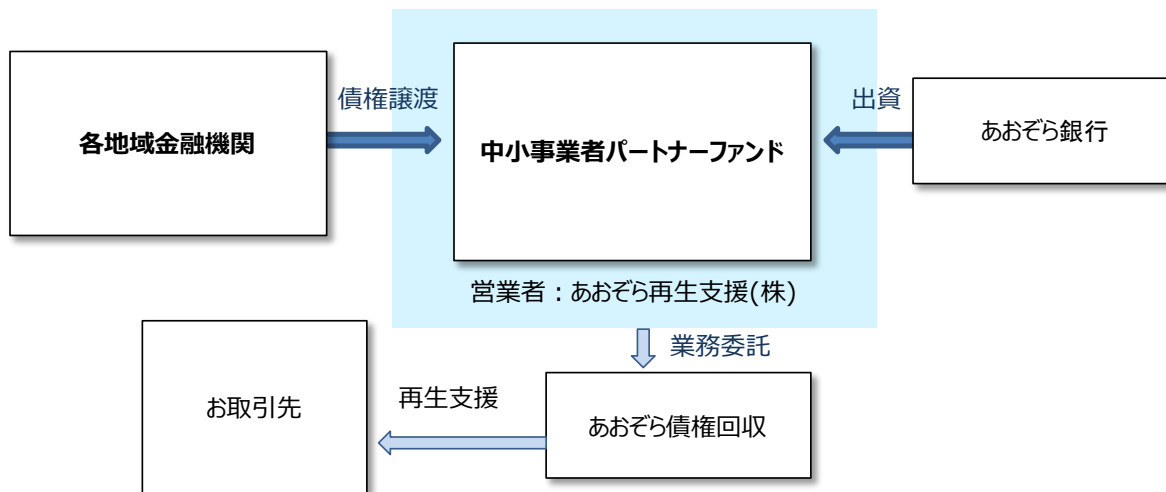 債権譲渡
出資
各地域金融機関
中小事業者パートナーファンド
あおぞら銀行
営業者：あおぞら再生支援(株)
業務委託
再生支援
お取引先
あおぞら債権回収